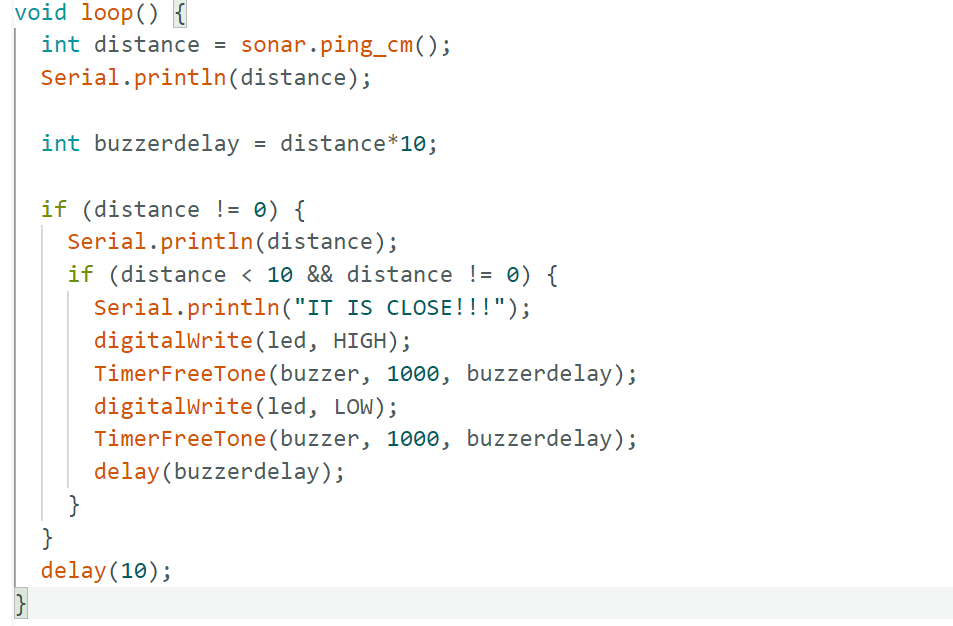 void loop() {
  int distance = sonar.ping_cm();
  Serial.println(distance);

  int buzzerdelay = distance*10;

  if (distance != 0) {
    Serial.println(distance);
    if (distance < 10 && distance != 0) {
      Serial.println("IT IS CLOSE!!!");
      digitalWrite(led, HIGH);
      TimerFreeTone(buzzer, 1000, buzzerdelay);
      digitalWrite(led, LOW);
      TimerFreeTone(buzzer, 1000, buzzerdelay);
      delay(buzzerdelay);
    }
  }
  delay(10);
}